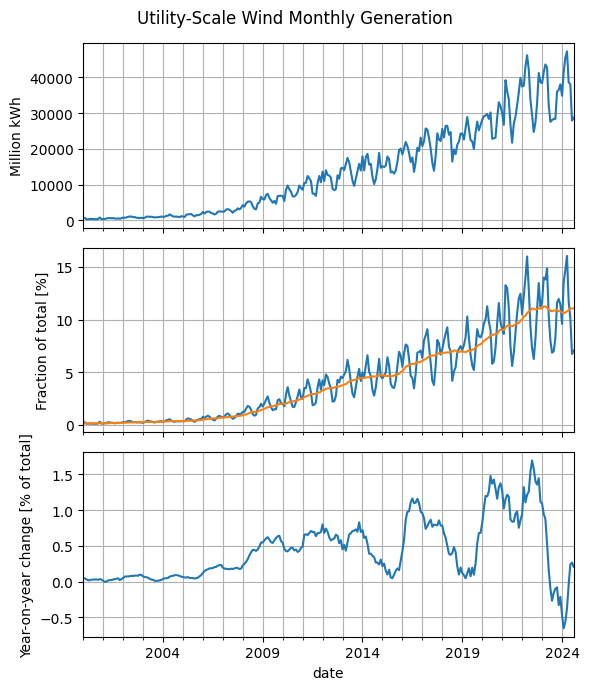 Utility-Scale Wind Monthly Generation
Million kWh
40000
30000
20000
10000
0
Fraction of total [%]
15
10
5
0
Year-on-year change [% of total]
1.5
1.0
0.5
0.0
−0.5
2004 2009 2014 2019 2024
date